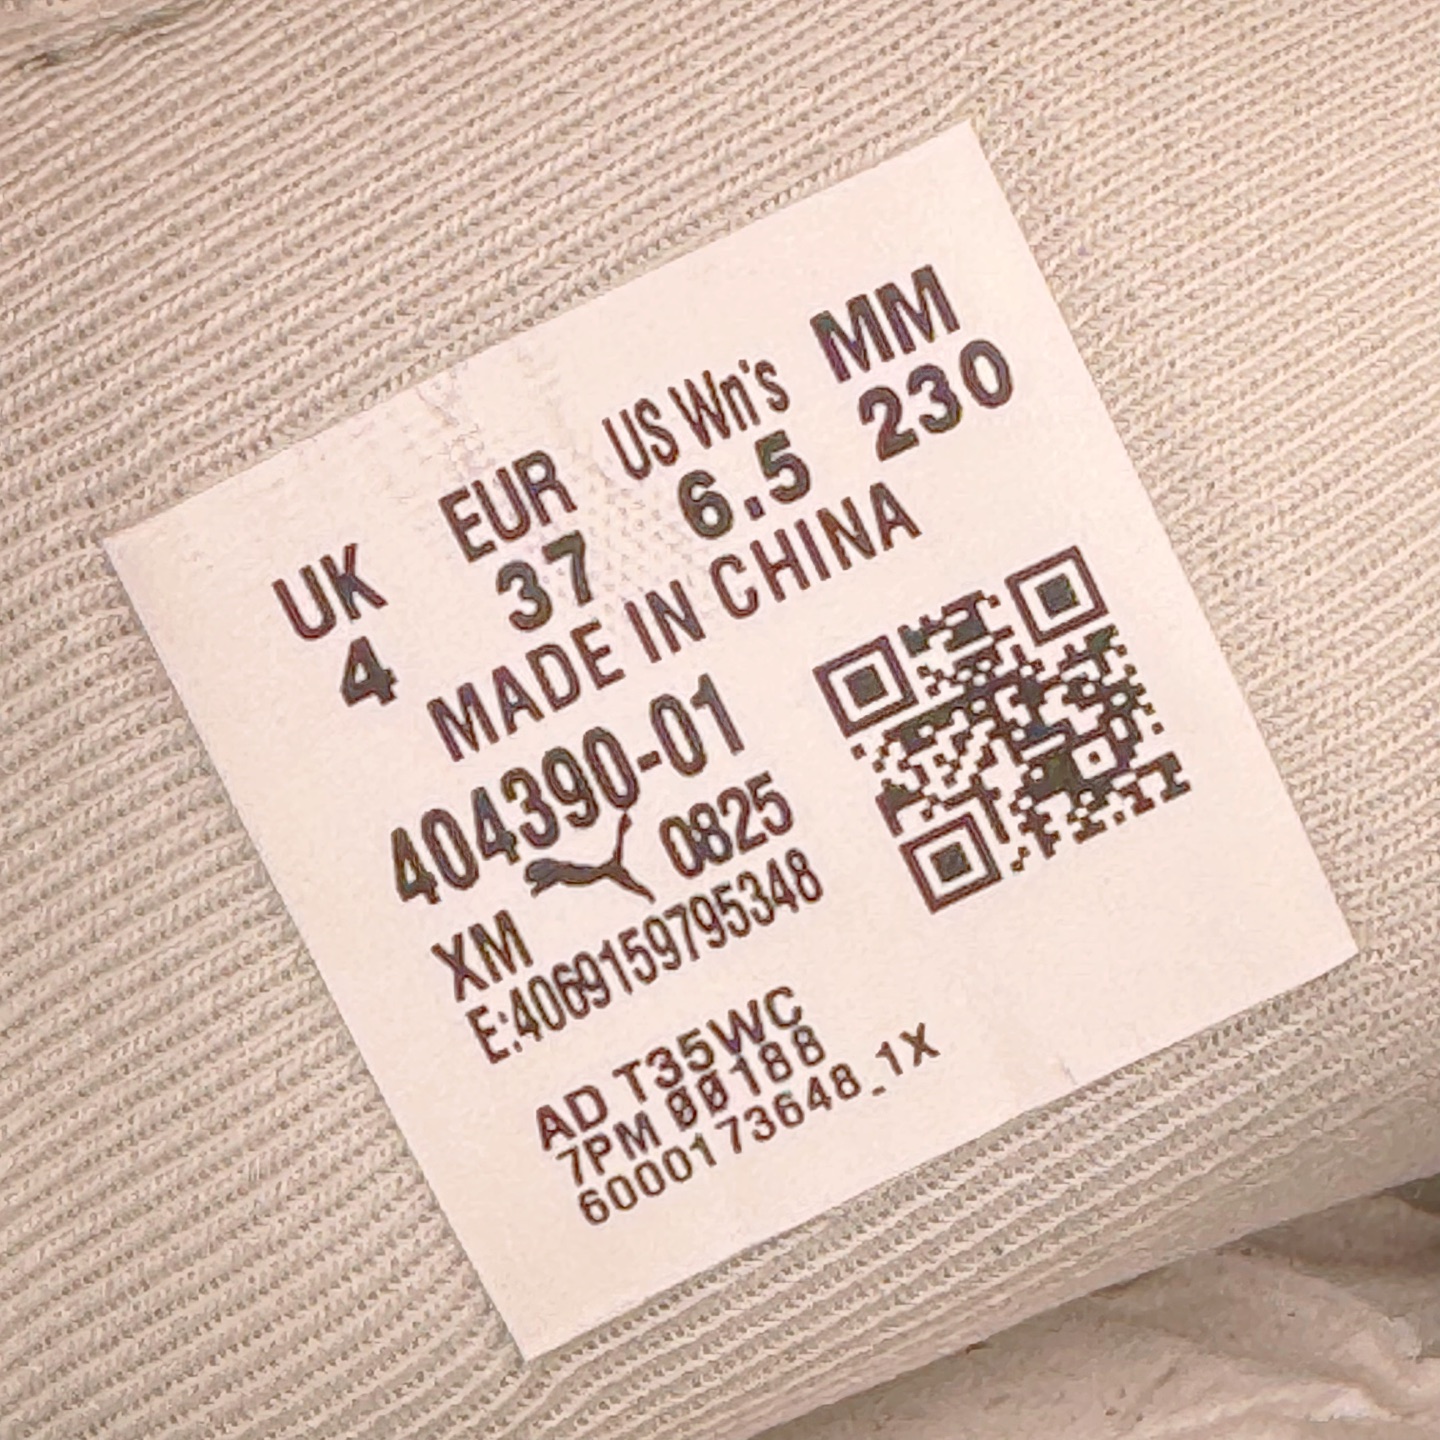 UK EUR US Wn's MM
4 37 6.5 230
MADE IN CHINA
404390-01
XM 0825
E:4069159795348
AD T35WC
7PM 00188
6000173648_1X